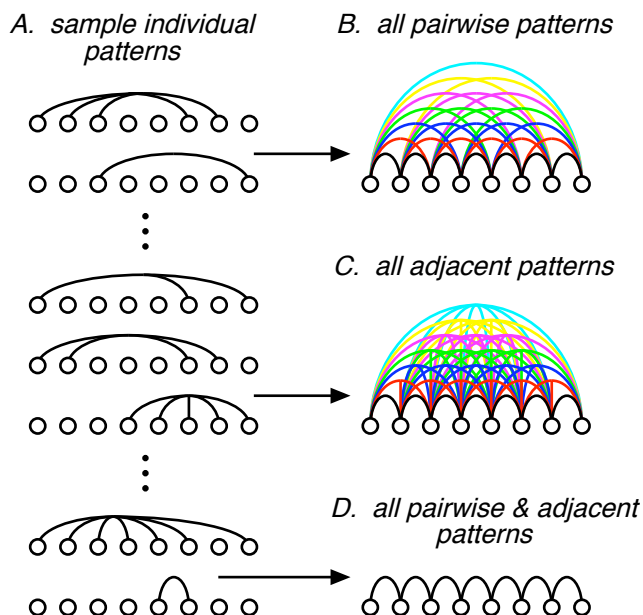 A. sample individual
patterns
B. all pairwise patterns
C. all adjacent patterns
D. all pairwise & adjacent
patterns